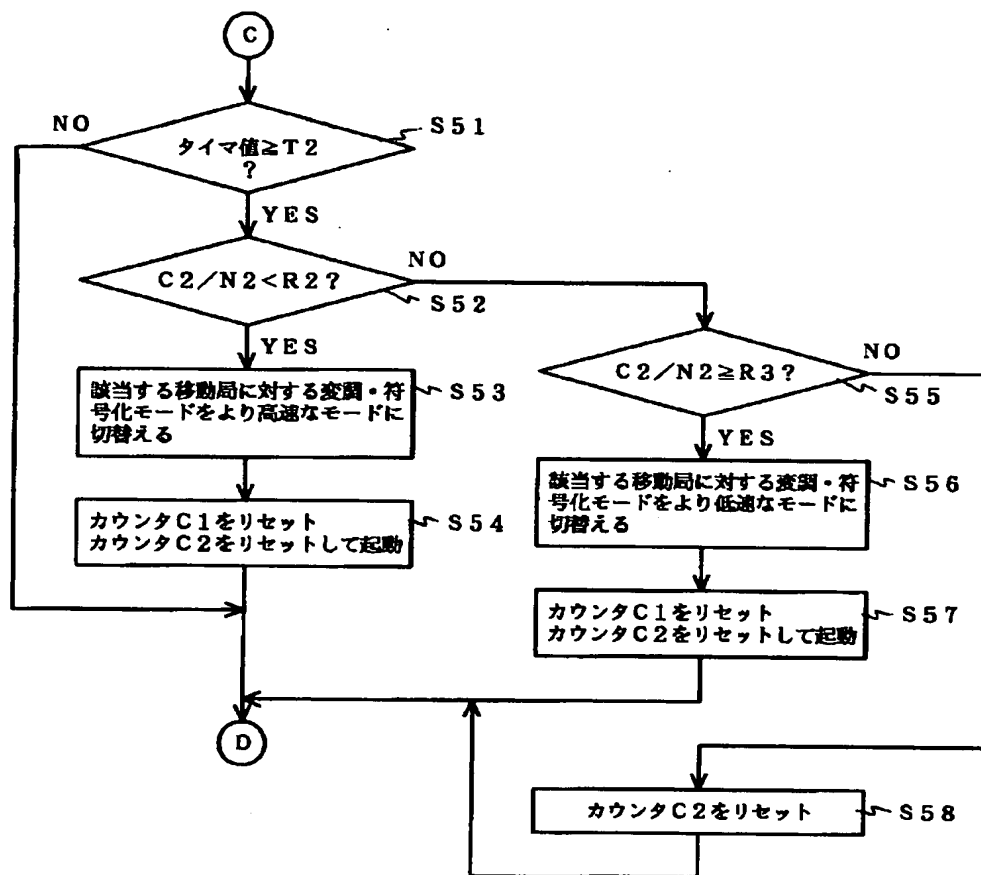 C
タイマ値≧T2
?
NO
S51
YES
C2/N2<R2?
NO
S52
YES
該当する移動局に対する変調・符
号化モードをより高速なモードに
切替える
S53
カウンタC1をリセット
カウンタC2をリセットして起動
S54
C2/N2≧R3?
NO
S55
YES
該当する移動局に対する変調・符
号化モードをより低速なモードに
切替える
S56
カウンタC1をリセット
カウンタC2をリセットして起動
S57
D
カウンタC2をリセット
S58